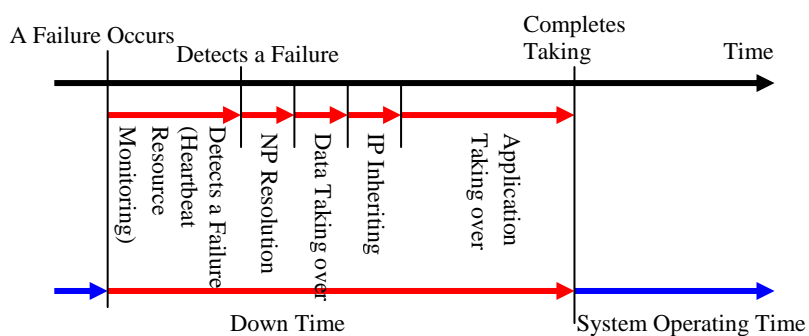 A Failure Occurs
Detects a Failure
Completes
Taking
Time
Detects a Failure
(Heartbeat
Resource
Monitoring)
NP Resolution
Data Taking over
IP Inheriting
Application
Taking over
Down Time
System Operating Time